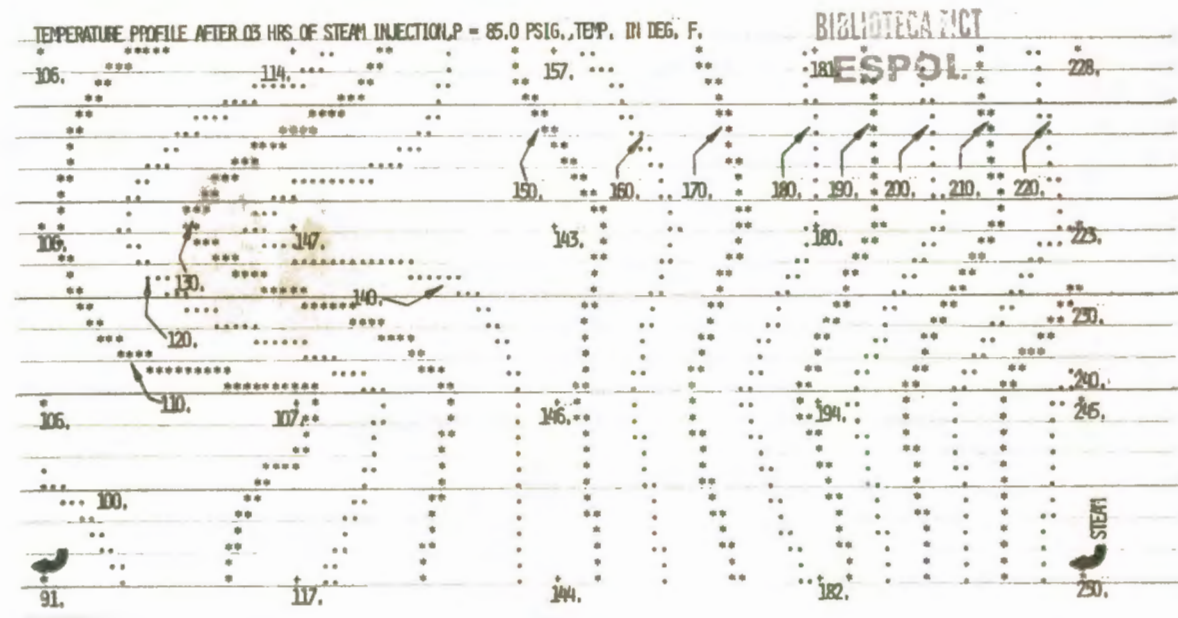 TEMPERATURE PPOFILE AFTER 03 HRS OF STEAM INJECTION,P = 85.0 PSIG.,TEMP. IN DEG. F.
BIBLIOTECA FICT
ESPOL
106. 114. 157. 181. 228.
150. 160. 170. 180. 190. 200. 210. 220.
106. 147. 143. 180. 223.
130. 140.
230.
120.
240.
110.
106. 107. 146. 194. 245.
100.
STEAM
91. 117. 144. 182. 250.